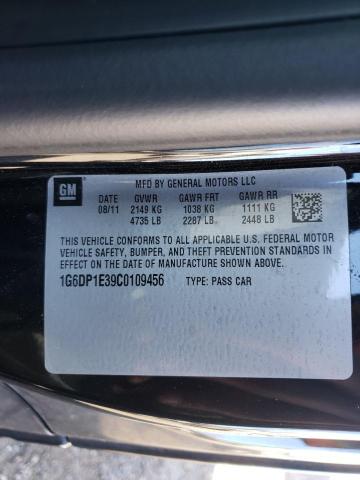 GM
MFD BY GENERAL MOTORS LLC
DATE GVWR GAWR FRT GAWR RR
08/11 2149 KG 1038 KG 1111 KG
4735 LB 2287 LB 2448 LB
THIS VEHICLE CONFORMS TO ALL APPLICABLE U.S. FEDERAL MOTOR
VEHICLE SAFETY, BUMPER, AND THEFT PREVENTION STANDARDS IN
EFFECT ON THE DATE OF MANUFACTURE SHOWN ABOVE.
1G6DP1E39C0109456 TYPE: PASS CAR